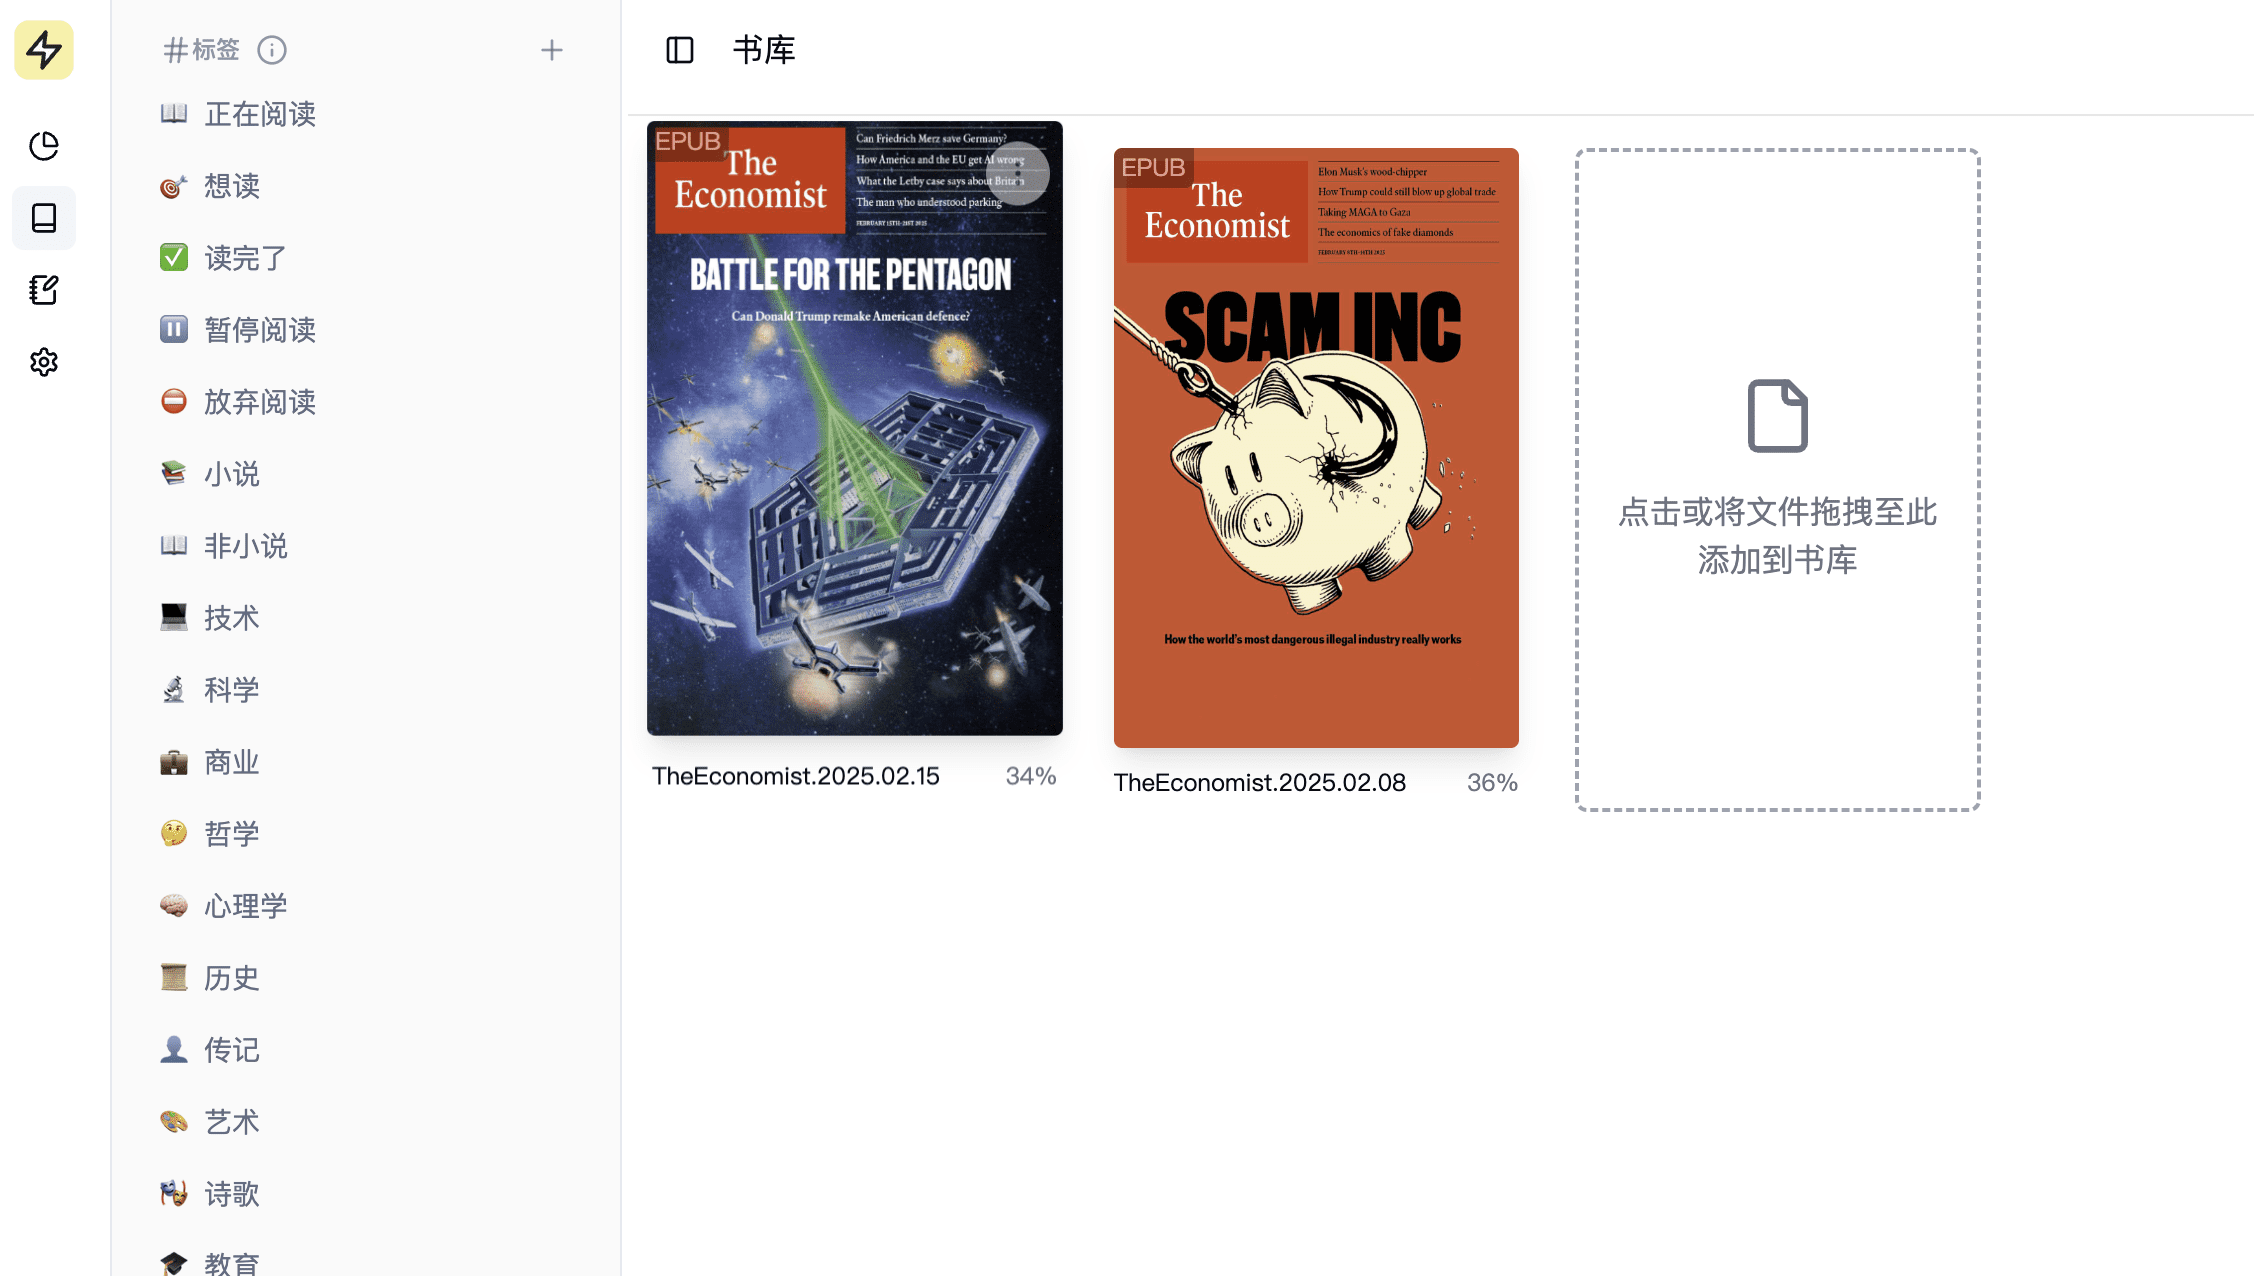 #标签
正在阅读
想读
读完了
暂停阅读
放弃阅读
小说
非小说
技术
科学
商业
哲学
心理学
历史
传记
艺术
诗歌
教育
书库
EPUB
The
Economist
Can Friedrich Merz save Germany?
How America and the EU get AI wrong
What the Letby case says about Britain
The man who understood parking
FEBRUARY 15TH–21ST 2025
BATTLE FOR THE PENTAGON
Can Donald Trump remake American defence?
TheEconomist.2025.02.15
34%
EPUB
The
Economist
Elon Musk's wood-chipper
How Trump could still blow up global trade
Taking MAGA to Gaza
The economics of fake diamonds
SCAM INC
How the world's most dangerous illegal industry really works
TheEconomist.2025.02.08
36%
点击或将文件拖拽至此
添加到书库